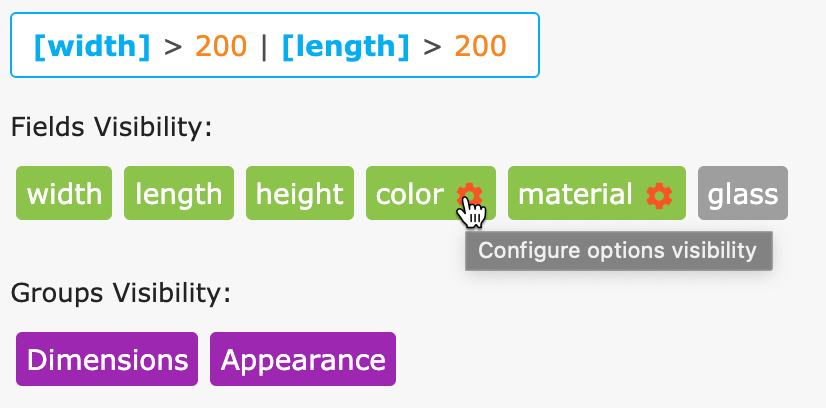 [width] > 200 | [length] > 200
Fields Visibility:
width length height color material glass
Configure options visibility
Groups Visibility:
Dimensions Appearance